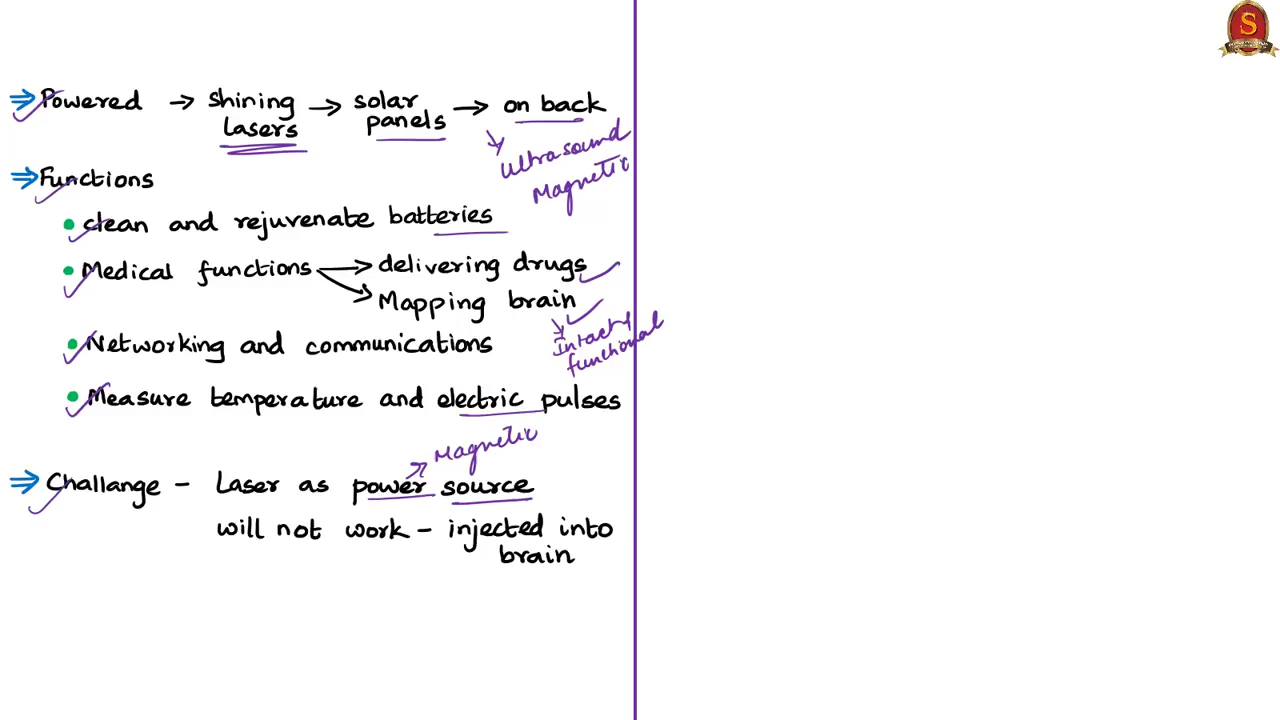 ⇒ Powered → shining lasers → solar panels → on back
→ Ultrasound
Magnetic
⇒ Functions
• clean and rejuvenate batteries
• Medical functions → delivering drugs
→ Mapping brain
→ Intact &
functional
• Networking and communications
• Measure temperature and electric pulses
Magnetic
⇒ Challange – Laser as power source
will not work – injected into
brain
S